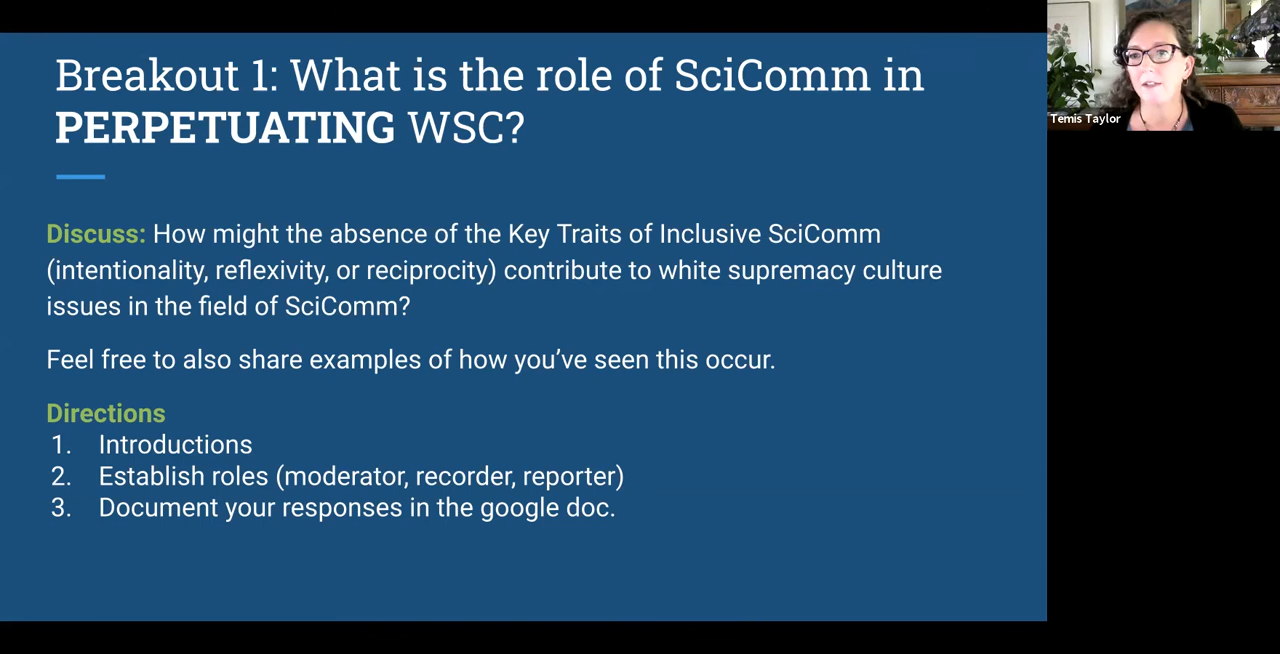 Breakout 1: What is the role of SciComm in
PERPETUATING WSC?
Discuss: How might the absence of the Key Traits of Inclusive SciComm
(intentionality, reflexivity, or reciprocity) contribute to white supremacy culture
issues in the field of SciComm?
Feel free to also share examples of how you’ve seen this occur.
Directions
1. Introductions
2. Establish roles (moderator, recorder, reporter)
3. Document your responses in the google doc.
Temis Taylor